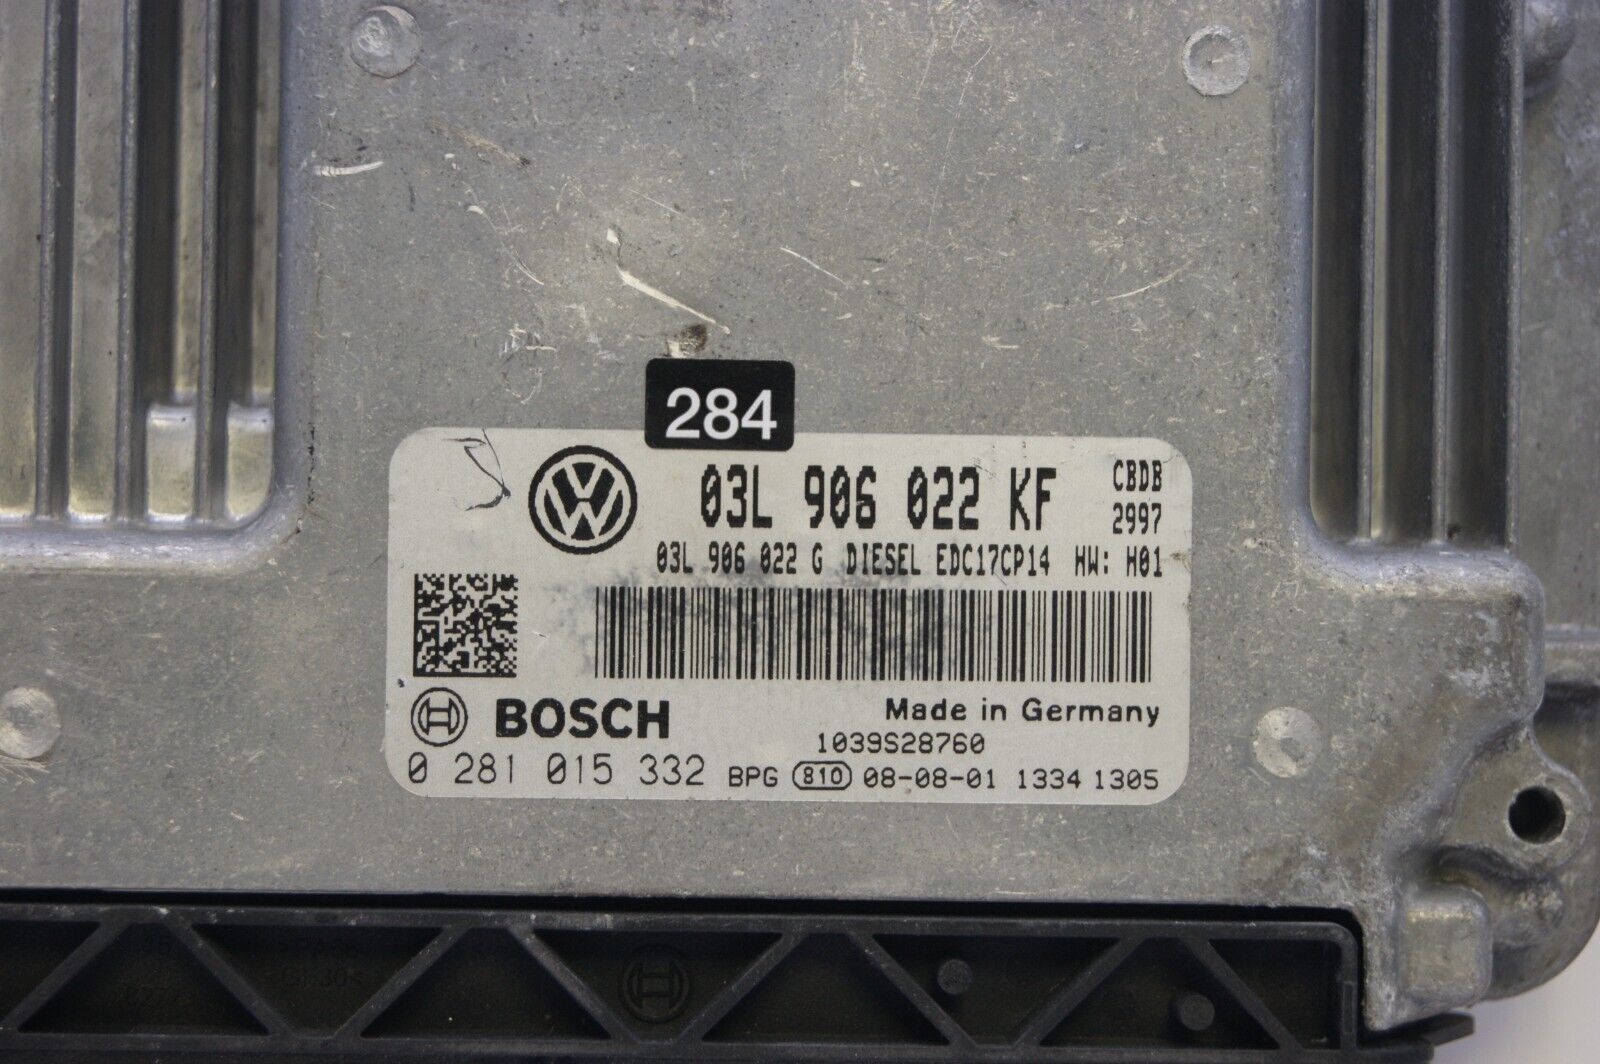 284
03L 906 022 KF CBDB
2997
03L 906 022 G DIESEL EDC17CP14 HW: H01
BOSCH Made in Germany
1039S28760
0 281 015 332 BPG 810 08-08-01 1334 1305